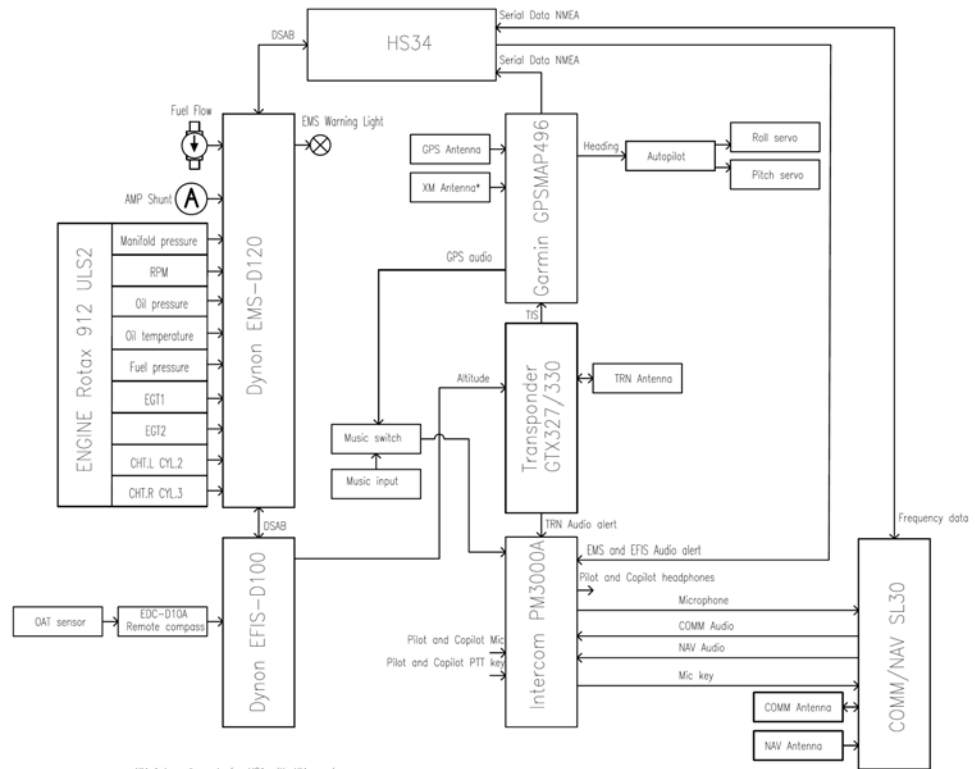 Serial Data NMEA
HS34
DSAB
Serial Data NMEA
Fuel Flow
EMS Warning Light
GPS Antenna
Heading
Roll servo
Autopilot
XM Antenna*
Pitch servo
AMP Shunt
Garmin GPSMAP496
ENGINE Rotax 912 ULS2
Manifold pressure
RPM
Oil pressure
Oil temperature
Fuel pressure
EGT1
EGT2
CHT.L CYL.2
CHT.R CYL.3
Dynon EMS-D120
GPS audio
TIS
Altitude
Transponder
GTX327/330
TRN Antenna
Music switch
Music input
DSAB
TRN Audio alert
Frequency data
EMS and EFIS Audio alert
Pilot and Copilot headphones
Dynon EFIS-D100
OAT sensor
EDC-D10A
Remote compass
Intercom PM3000A
Microphone
COMM Audio
NAV Audio
Mic key
Pilot and Copilot Mic
Pilot and Copilot PTT key
COMM/NAV SL30
COMM Antenna
NAV Antenna